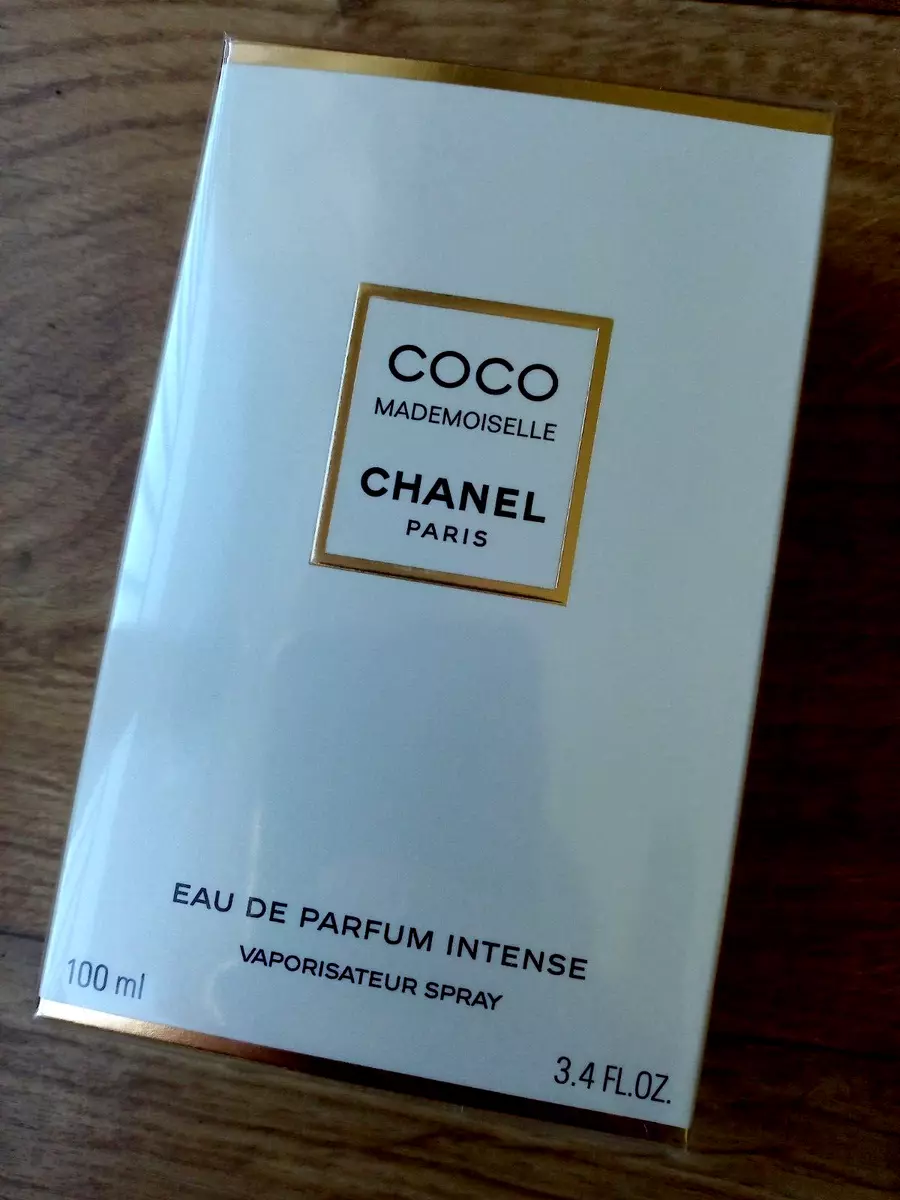 COCO
MADEMOISELLE
CHANEL
PARIS
EAU DE PARFUM INTENSE
VAPORISATEUR SPRAY
100 ml
3.4 FL.OZ.